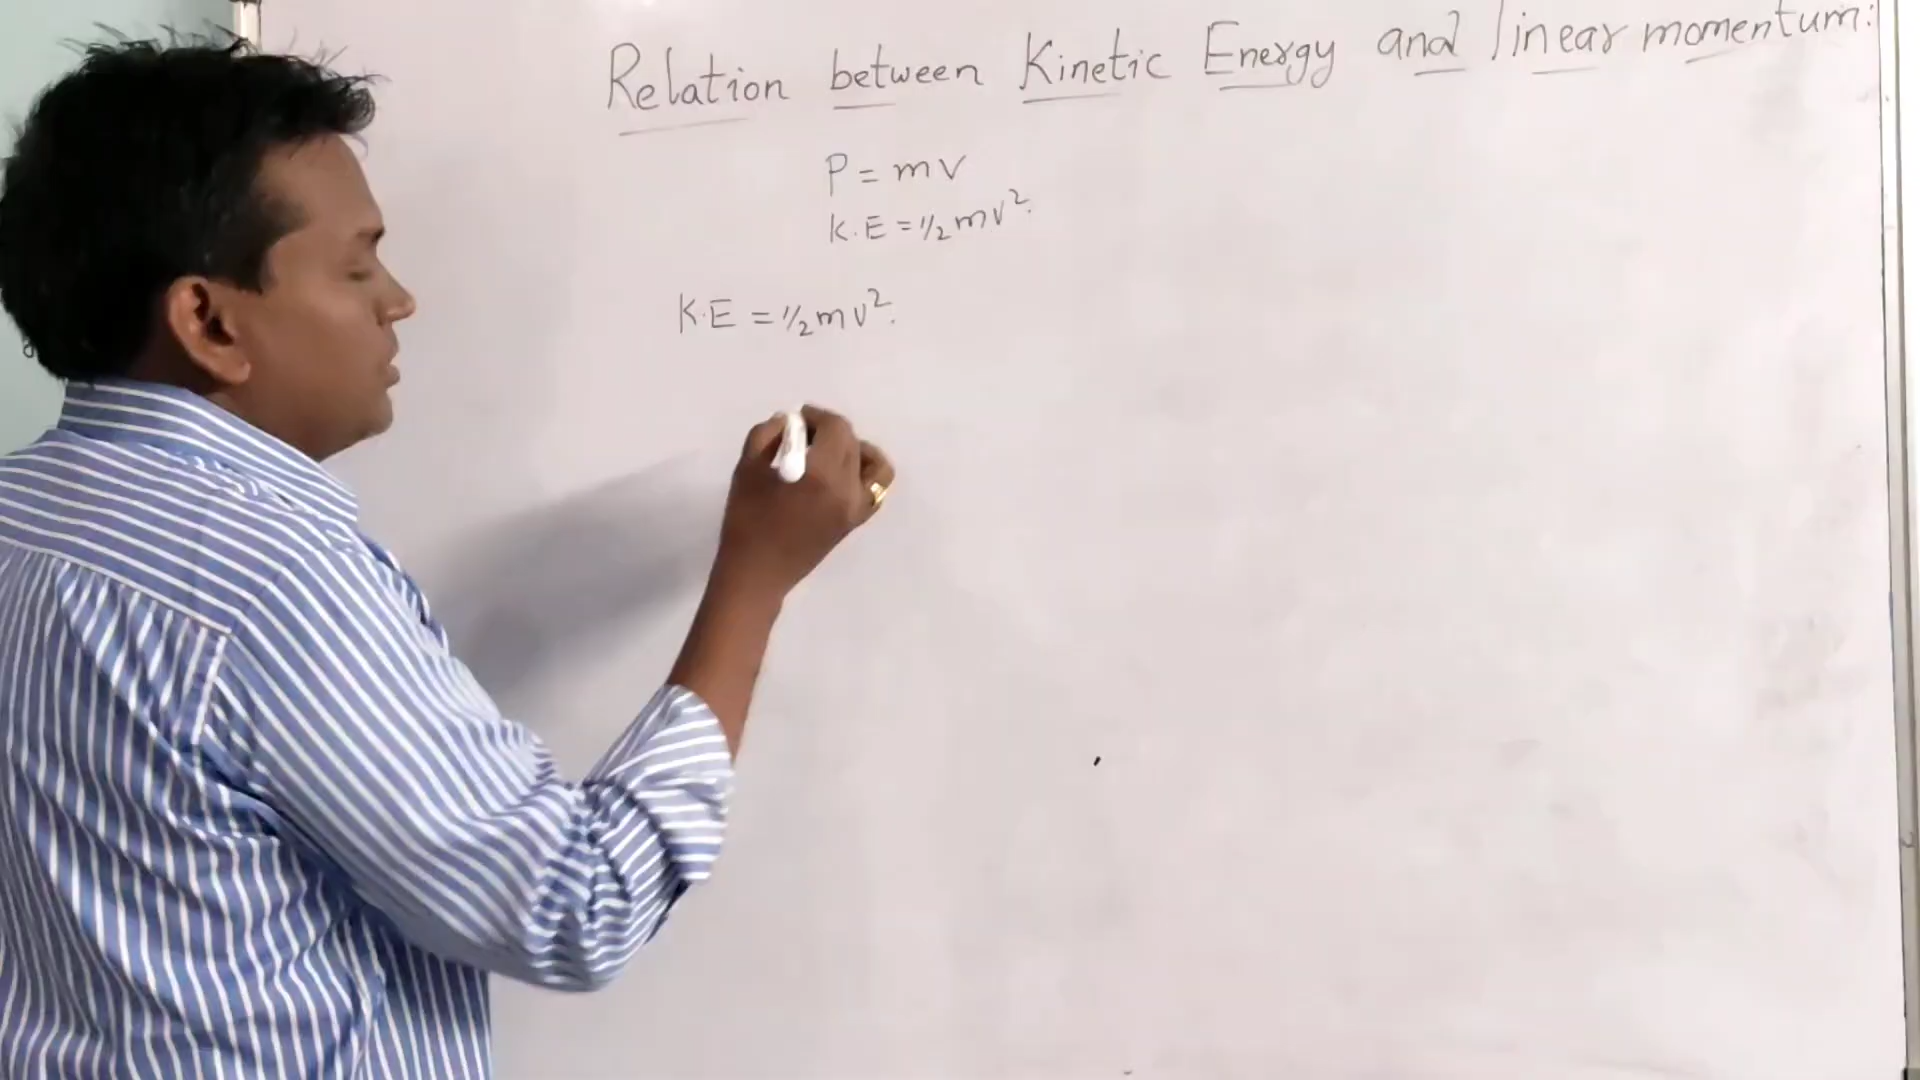 Relation between Kinetic Energy and linear momentum:
P = mv
K.E = 1/2 mv².
K.E = 1/2 mv².